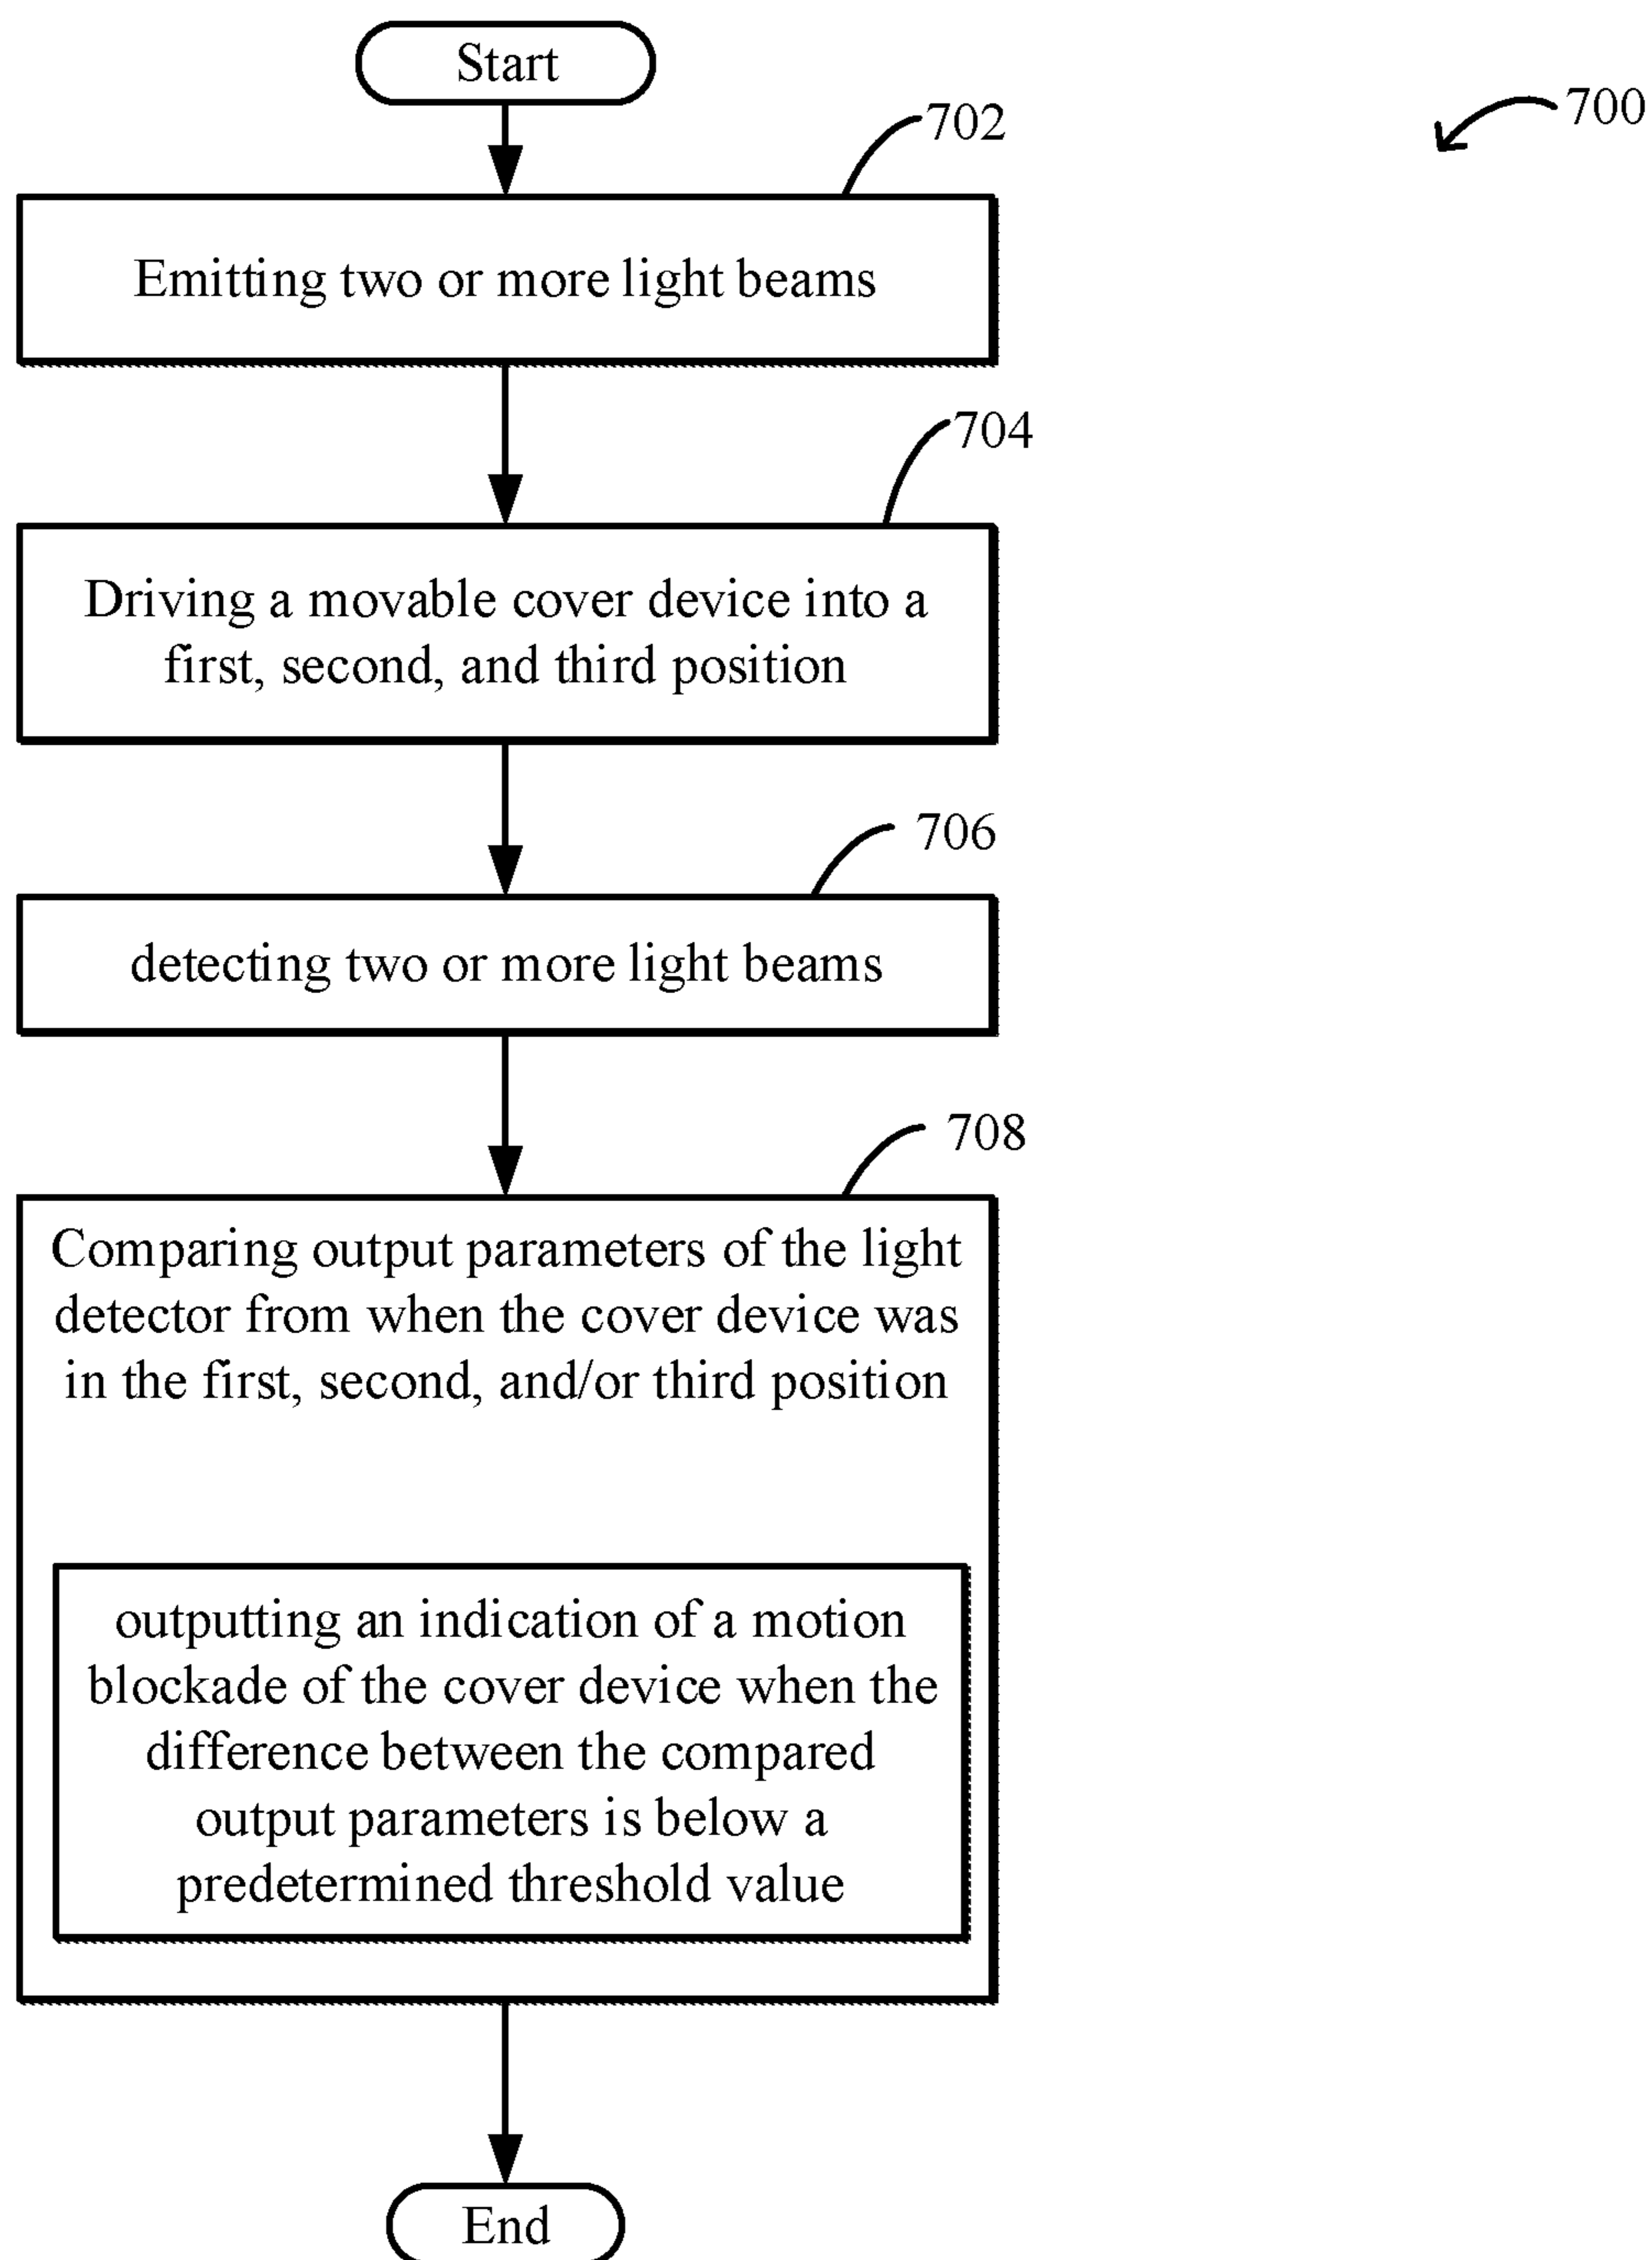 Start
700
702
Emitting two or more light beams
704
Driving a movable cover device into a
first, second, and third position
706
detecting two or more light beams
708
Comparing output parameters of the light
detector from when the cover device was
in the first, second, and/or third position
outputting an indication of a motion
blockade of the cover device when the
difference between the compared
output parameters is below a
predetermined threshold value
End